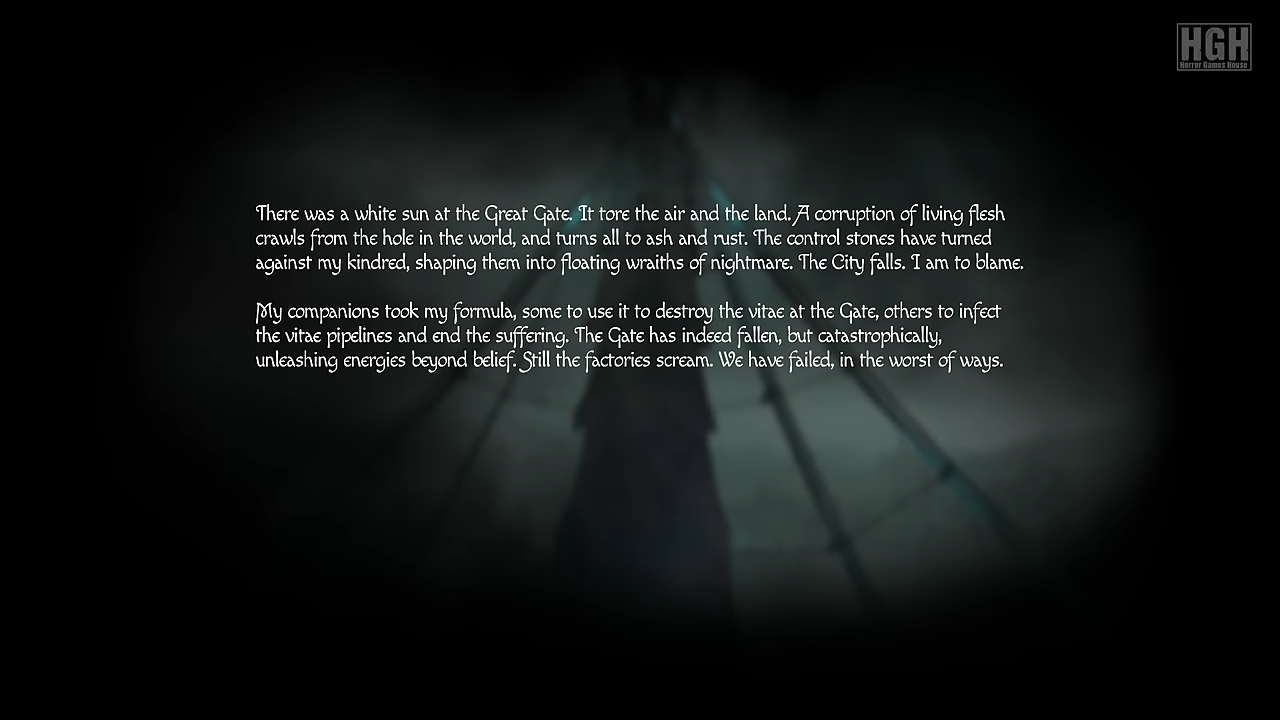 HGH
Horror Games House
There was a white sun at the Great Gate. It tore the air and the land. A corruption of living flesh
crawls from the hole in the world, and turns all to ash and rust. The control stones have turned
against my kindred, shaping them into floating wraiths of nightmare. The City falls. I am to blame.
My companions took my formula, some to use it to destroy the vitae at the Gate, others to infect
the vitae pipelines and end the suffering. The Gate has indeed fallen, but catastrophically,
unleashing energies beyond belief. Still the factories scream. We have failed, in the worst of ways.